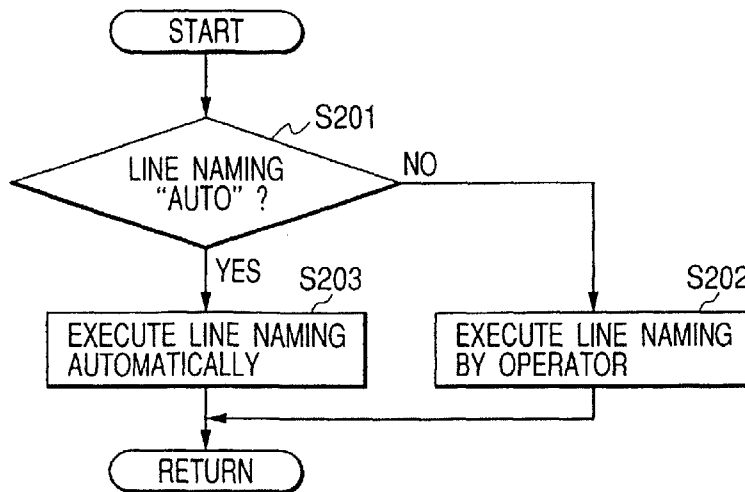 START
S201
LINE NAMING
“AUTO” ?
NO
YES
S203
EXECUTE LINE NAMING
AUTOMATICALLY
S202
EXECUTE LINE NAMING
BY OPERATOR
RETURN